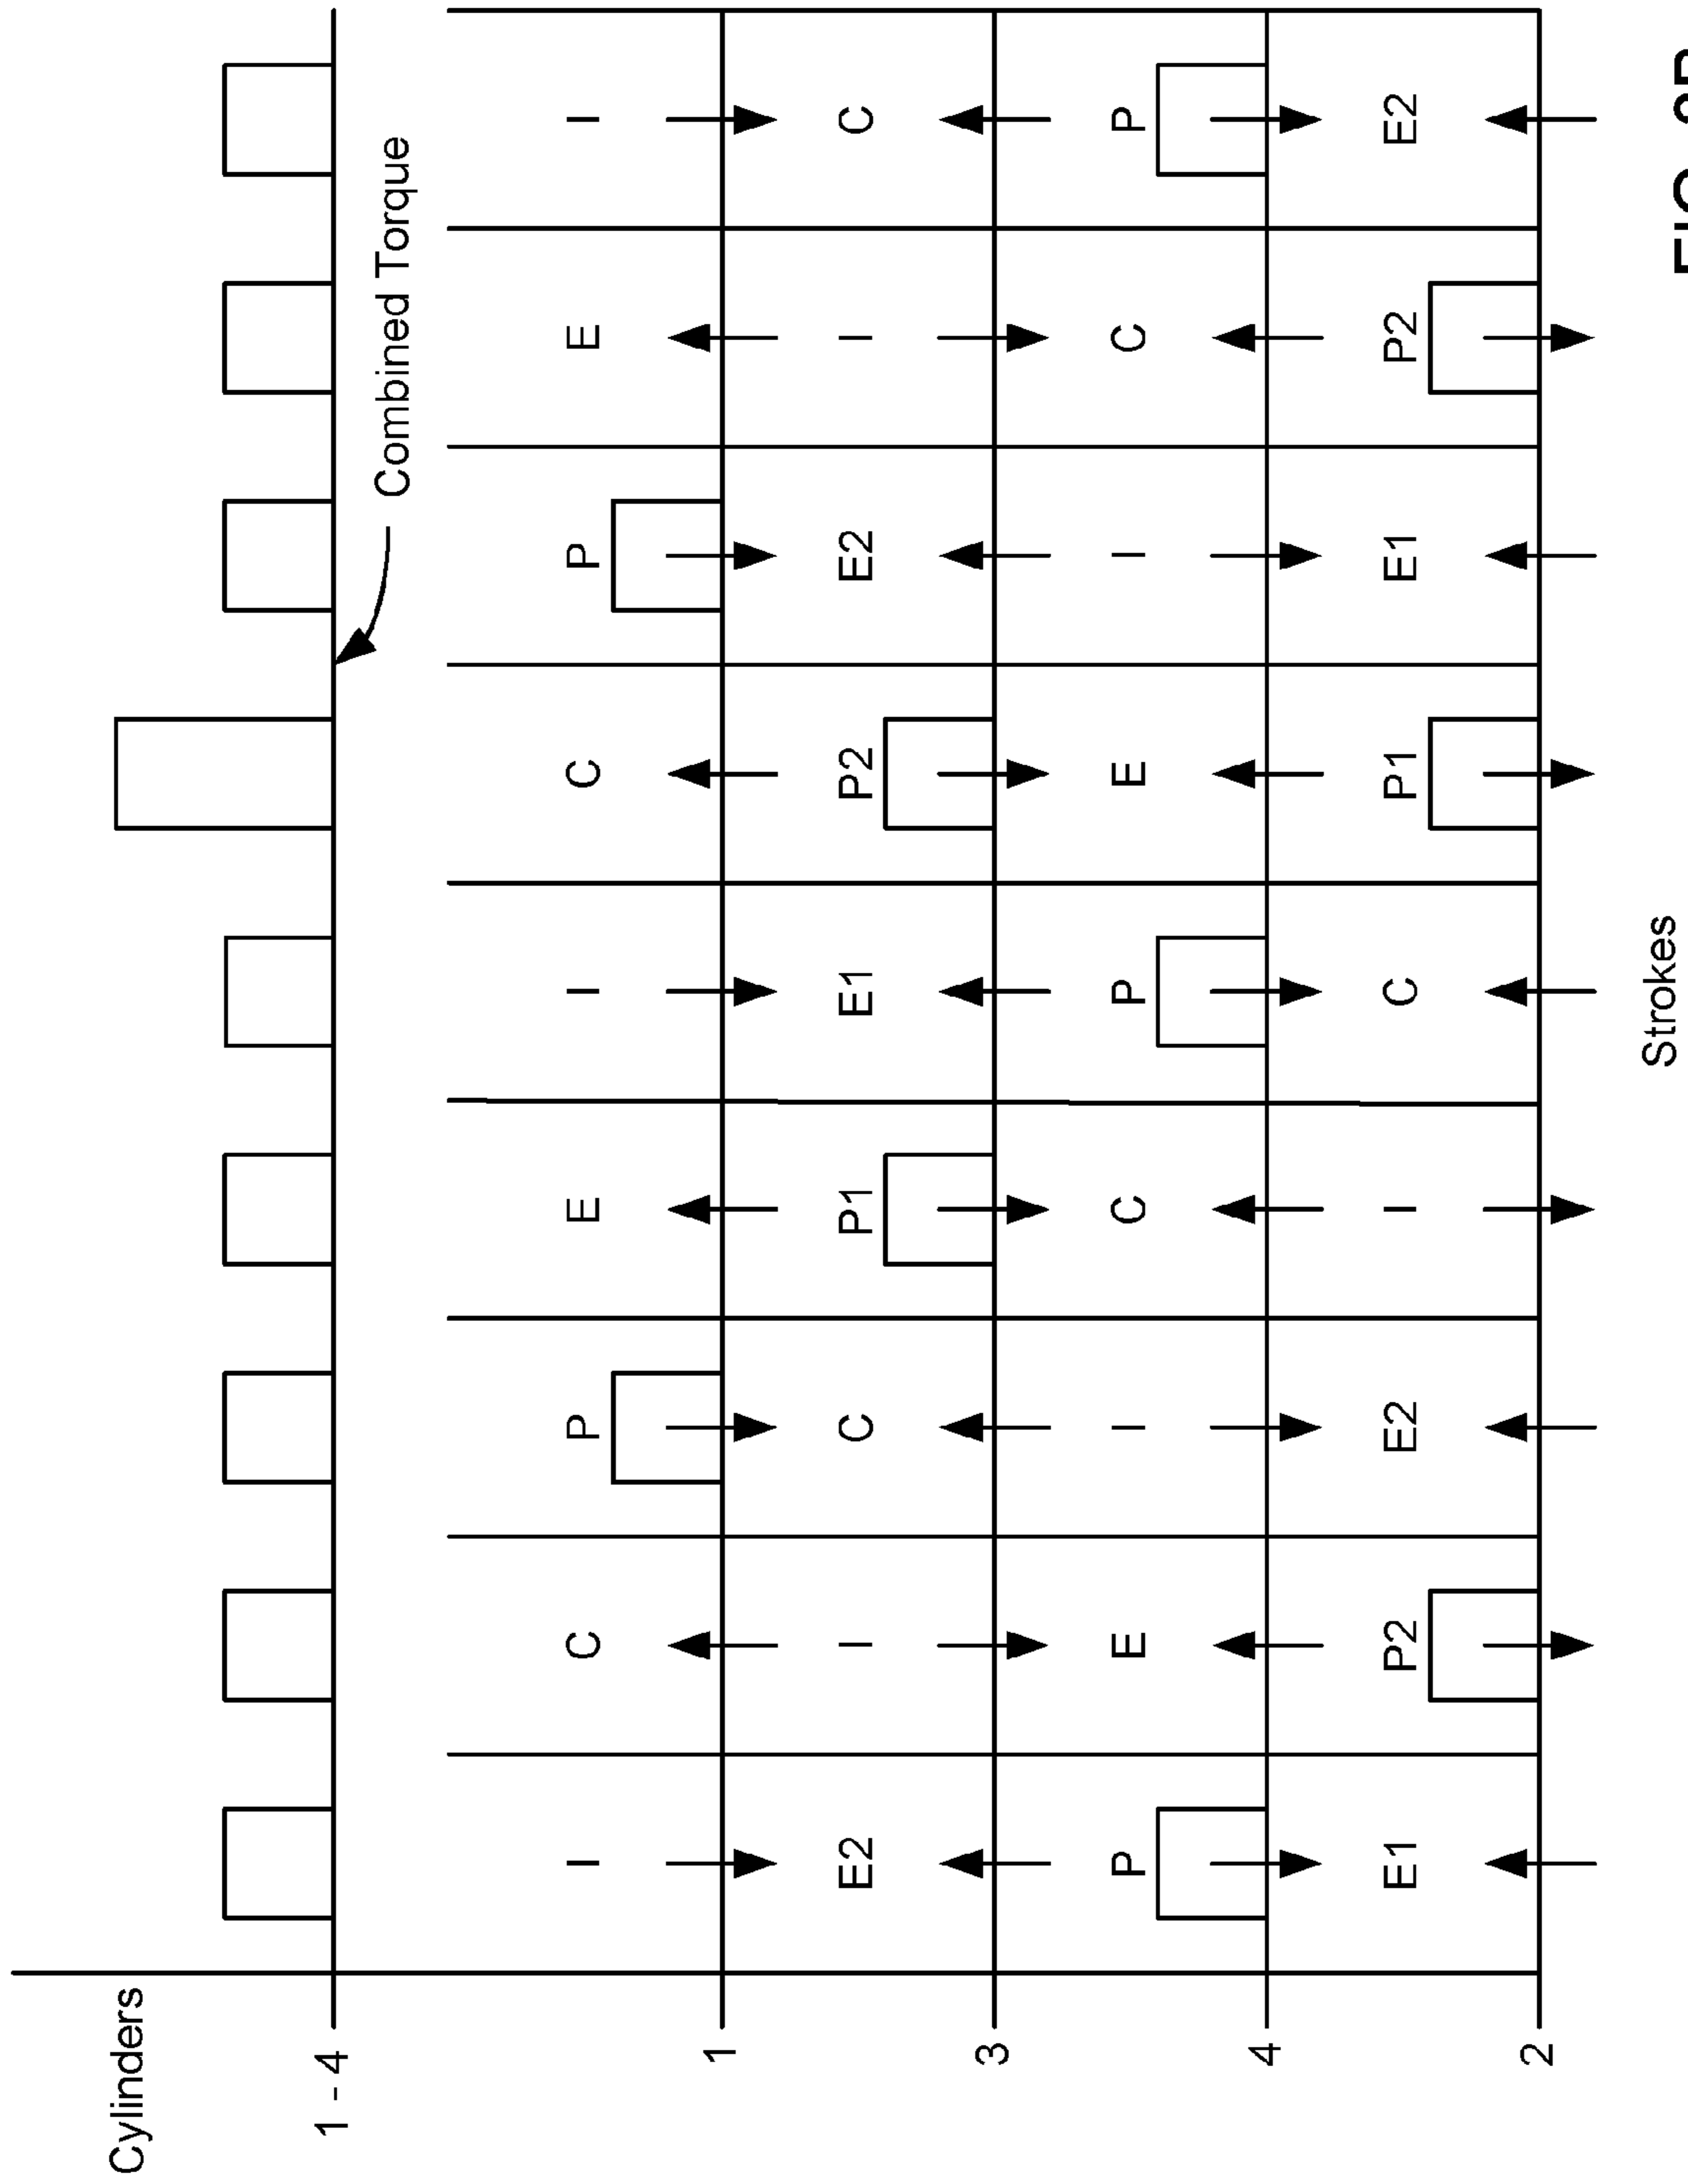 Cylinders
1 - 4
Combined Torque
I C P E I C P E I
1
E2 I C P1 E1 P2 E2 I C
3
P E I C P E I C P
4
E1 P2 E2 I C P1 E1 P2 E2
2
Strokes
FIG.